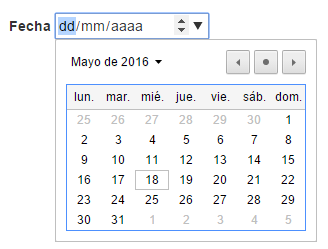 Fecha dd/mm/aaaa
Mayo de 2016
lun. mar. mié. jue. vie. sáb. dom.
25 26 27 28 29 30 1
2 3 4 5 6 7 8
9 10 11 12 13 14 15
16 17 18 19 20 21 22
23 24 25 26 27 28 29
30 31 1 2 3 4 5